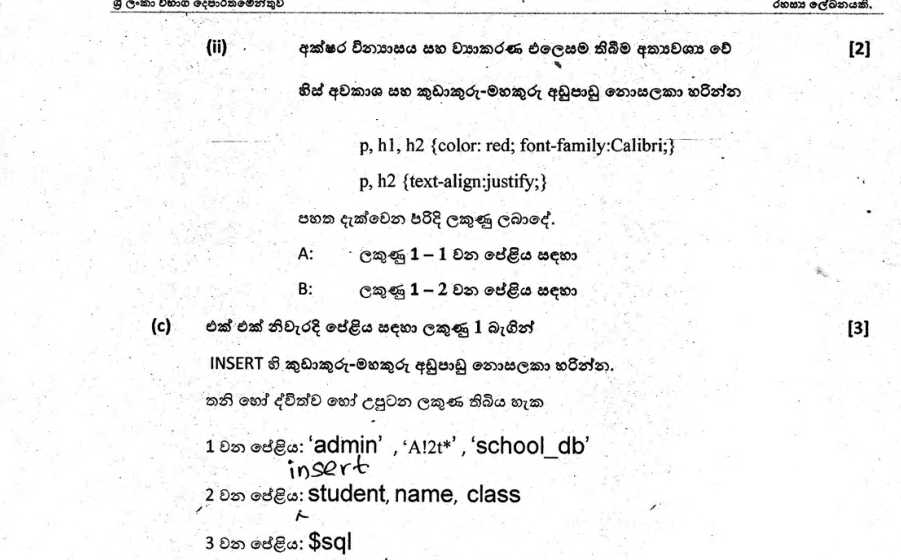 ශ්‍රී ලංකා විභාග දෙපාර්තමේන්තුව රහස්‍ය ලේඛනයකි.
(ii) අක්ෂර වින්‍යාසය සහ ව්‍යාකරණ එලෙසම තිබීම අත්‍යවශ්‍ය වේ [2]
හිස් අවකාශ සහ කුඩාකුරු-මහකුරු අඩුපාඩු නොසලකා හරින්න
p, h1, h2 {color: red; font-family:Calibri;}
p, h2 {text-align:justify;}
පහත දැක්වෙන පරිදි ලකුණු ලබාදේ.
A: ලකුණු 1 – 1 වන පේළිය සඳහා
B: ලකුණු 1 – 2 වන පේළිය සඳහා
(c) එක් එක් නිවැරදි පේළිය සඳහා ලකුණු 1 බැගින් [3]
INSERT හි කුඩාකුරු-මහකුරු අඩුපාඩු නොසලකා හරින්න.
තනි හෝ ද්විත්ව හෝ උපුටන ලකුණ තිබිය හැක
1 වන පේළිය: ‘admin’ , ‘A!2t*’ , ‘school_db’
insert
2 වන පේළිය: student, name, class
3 වන පේළිය: $sql